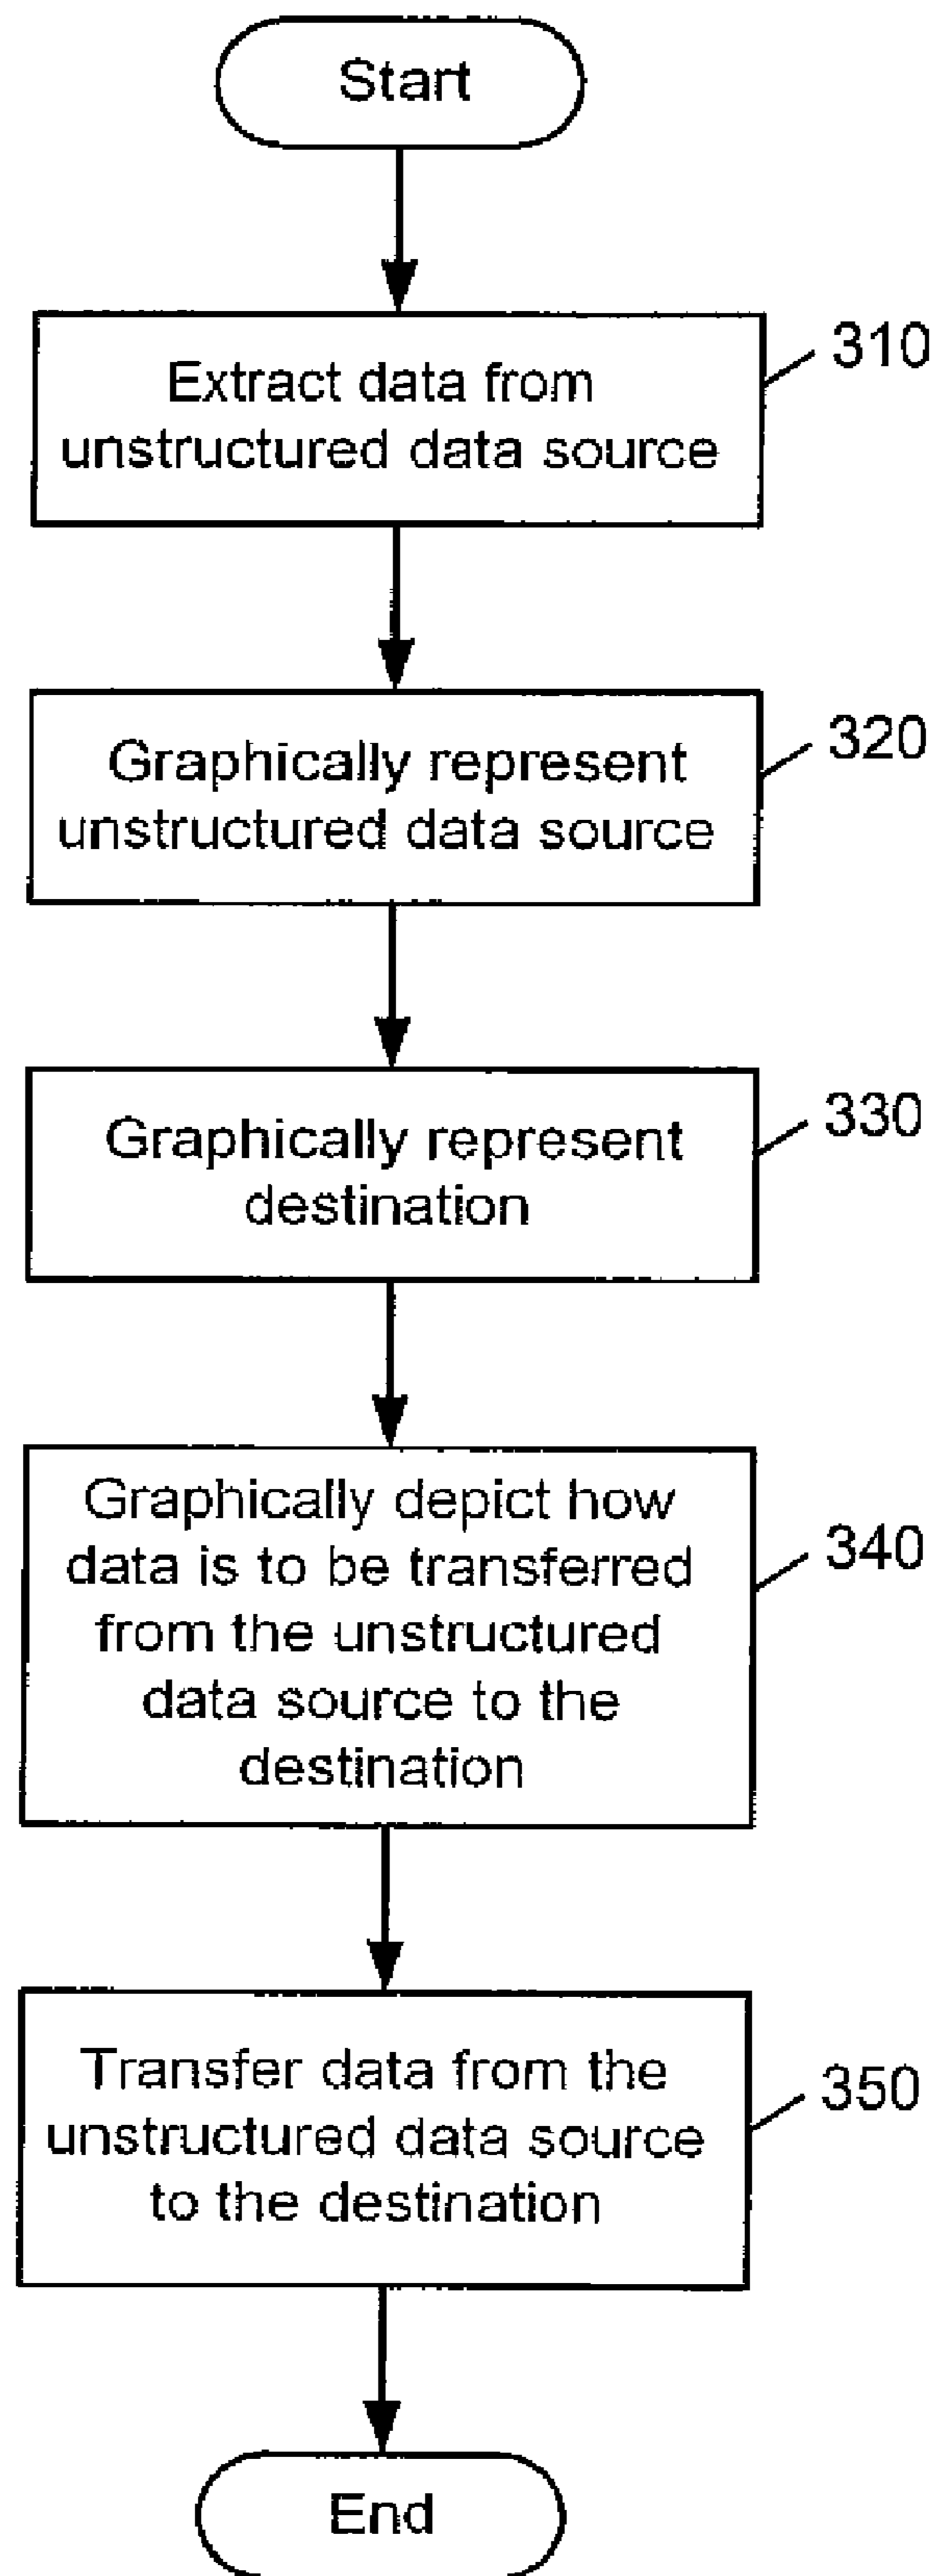 Start
310
Extract data from
unstructured data source
320
Graphically represent
unstructured data source
330
Graphically represent
destination
340
Graphically depict how
data is to be transferred
from the unstructured
data source to the
destination
350
Transfer data from the
unstructured data source
to the destination
End